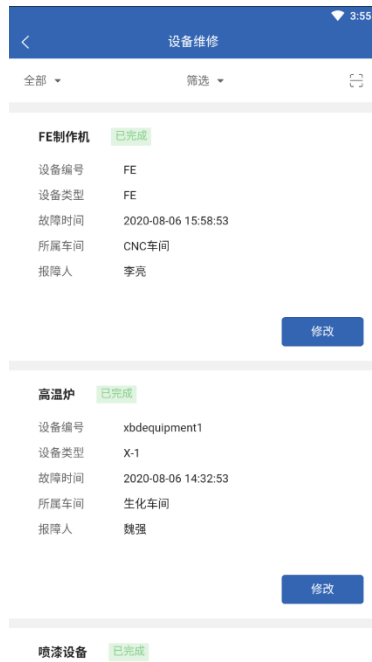 3:55
设备维修
全部 筛选
FE制作机 已完成
设备编号 FE
设备类型 FE
故障时间 2020-08-06 15:58:53
所属车间 CNC车间
报障人 李亮
修改
高温炉 已完成
设备编号 xbdequipment1
设备类型 X-1
故障时间 2020-08-06 14:32:53
所属车间 生化车间
报障人 魏强
修改
喷漆设备 已完成